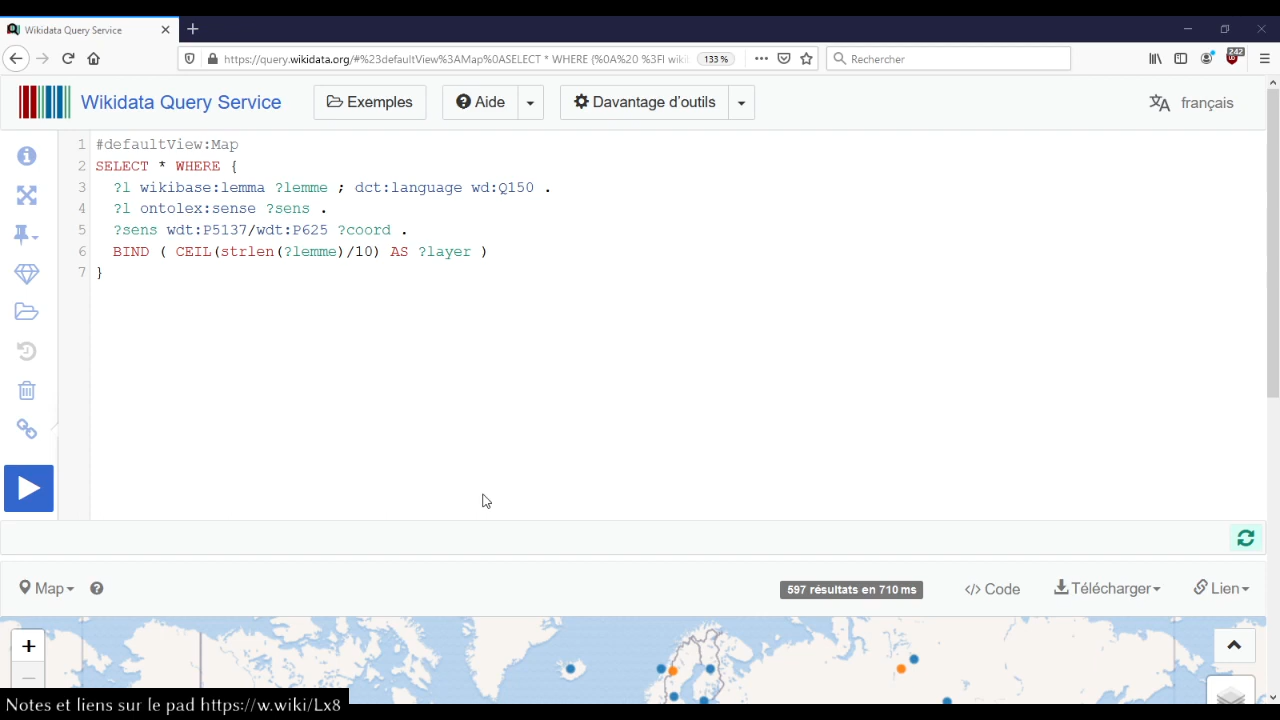 Wikidata Query Service
https://query.wikidata.org/#%23defaultView%3AMap%0ASELECT * WHERE {%0A%20 %3Fl wiki
133 %
Rechercher
242
Wikidata Query Service
Exemples
Aide
Davantage d'outils
français
1 #defaultView:Map
2 SELECT * WHERE {
3 ?l wikibase:lemma ?lemme ; dct:language wd:Q150 .
4 ?l ontolex:sense ?sens .
5 ?sens wdt:P5137/wdt:P625 ?coord .
6 BIND ( CEIL(strlen(?lemme)/10) AS ?layer )
7 }
Map
597 résultats en 710 ms
</> Code
Télécharger
Lien
+
−
Notes et liens sur le pad https://w.wiki/Lx8